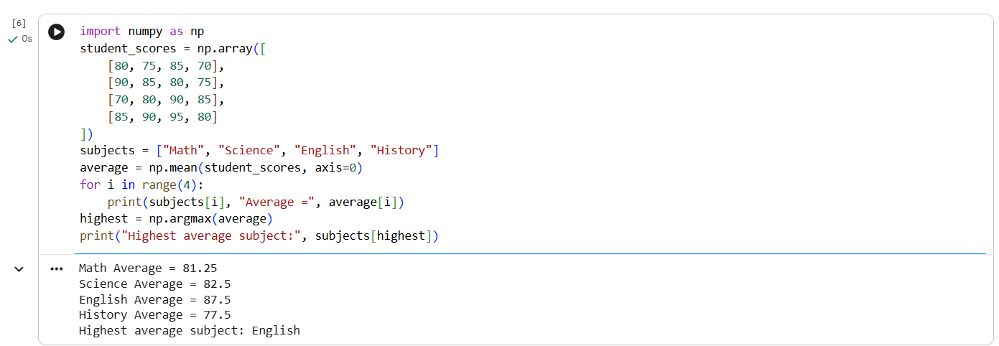 [6]
0s
import numpy as np
student_scores = np.array([
    [80, 75, 85, 70],
    [90, 85, 80, 75],
    [70, 80, 90, 85],
    [85, 90, 95, 80]
])
subjects = ["Math", "Science", "English", "History"]
average = np.mean(student_scores, axis=0)
for i in range(4):
    print(subjects[i], "Average =", average[i])
highest = np.argmax(average)
print("Highest average subject:", subjects[highest])
Math Average = 81.25
Science Average = 82.5
English Average = 87.5
History Average = 77.5
Highest average subject: English